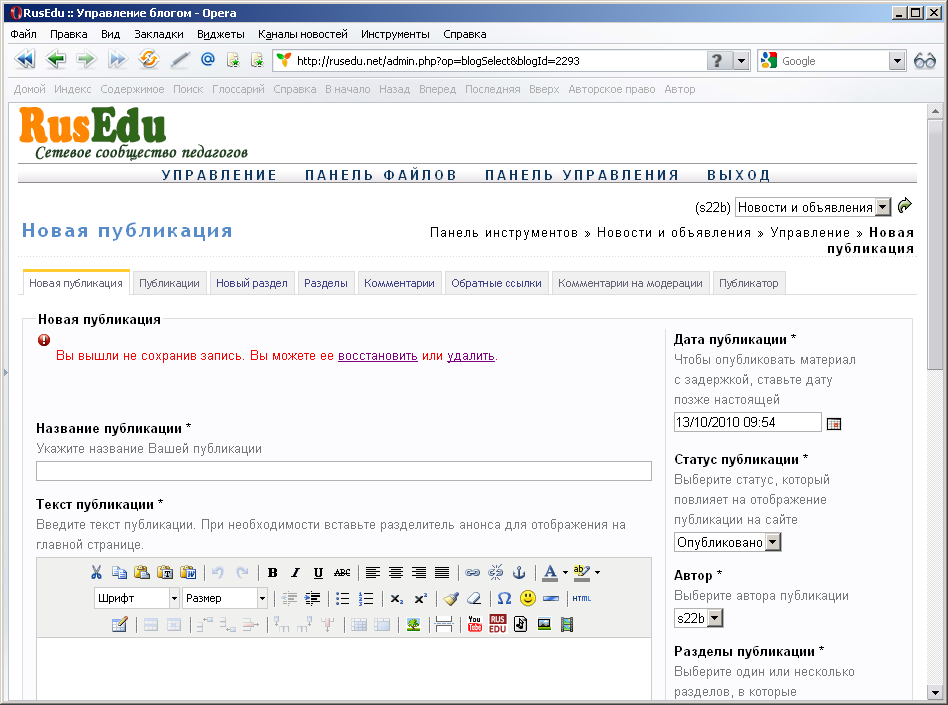 RusEdu :: Управление блогом - Opera
Файл Правка Вид Закладки Виджеты Каналы новостей Инструменты Справка
http://rusedu.net/admin.php?op=blogSelect&blogId=2293 ? Google
Домой Индекс Содержимое Поиск Глоссарий Справка В начало Назад Вперед Последняя Вверх Авторское право Автор
RusEdu
Сетевое сообщество педагогов
УПРАВЛЕНИЕ ПАНЕЛЬ ФАЙЛОВ ПАНЕЛЬ УПРАВЛЕНИЯ ВЫХОД
(s22b) Новости и объявления
Новая публикация
Панель инструментов » Новости и объявления » Управление » Новая
публикация
Новая публикация Публикации Новый раздел Разделы Комментарии Обратные ссылки Комментарии на модерации Публикатор
Новая публикация
Вы вышли не сохранив запись. Вы можете ее восстановить или удалить.
Название публикации *
Укажите название Вашей публикации
Текст публикации *
Введите текст публикации. При необходимости вставьте разделитель анонса для отображения на
главной странице.
B I U ABC A ab
Шрифт Размер x₂ x² Ω HTML
You Tube RUS EDU
Дата публикации *
Чтобы опубликовать материал
с задержкой, ставьте дату
позже настоящей
13/10/2010 09:54
Статус публикации *
Выберите статус, который
повлияет на отображение
публикации на сайте
Опубликовано
Автор *
Выберите автора публикации
s22b
Разделы публикации *
Выберите один или несколько
разделов, в которые